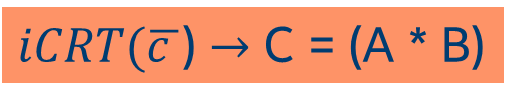 iCRT(c̅) → C = (A * B)